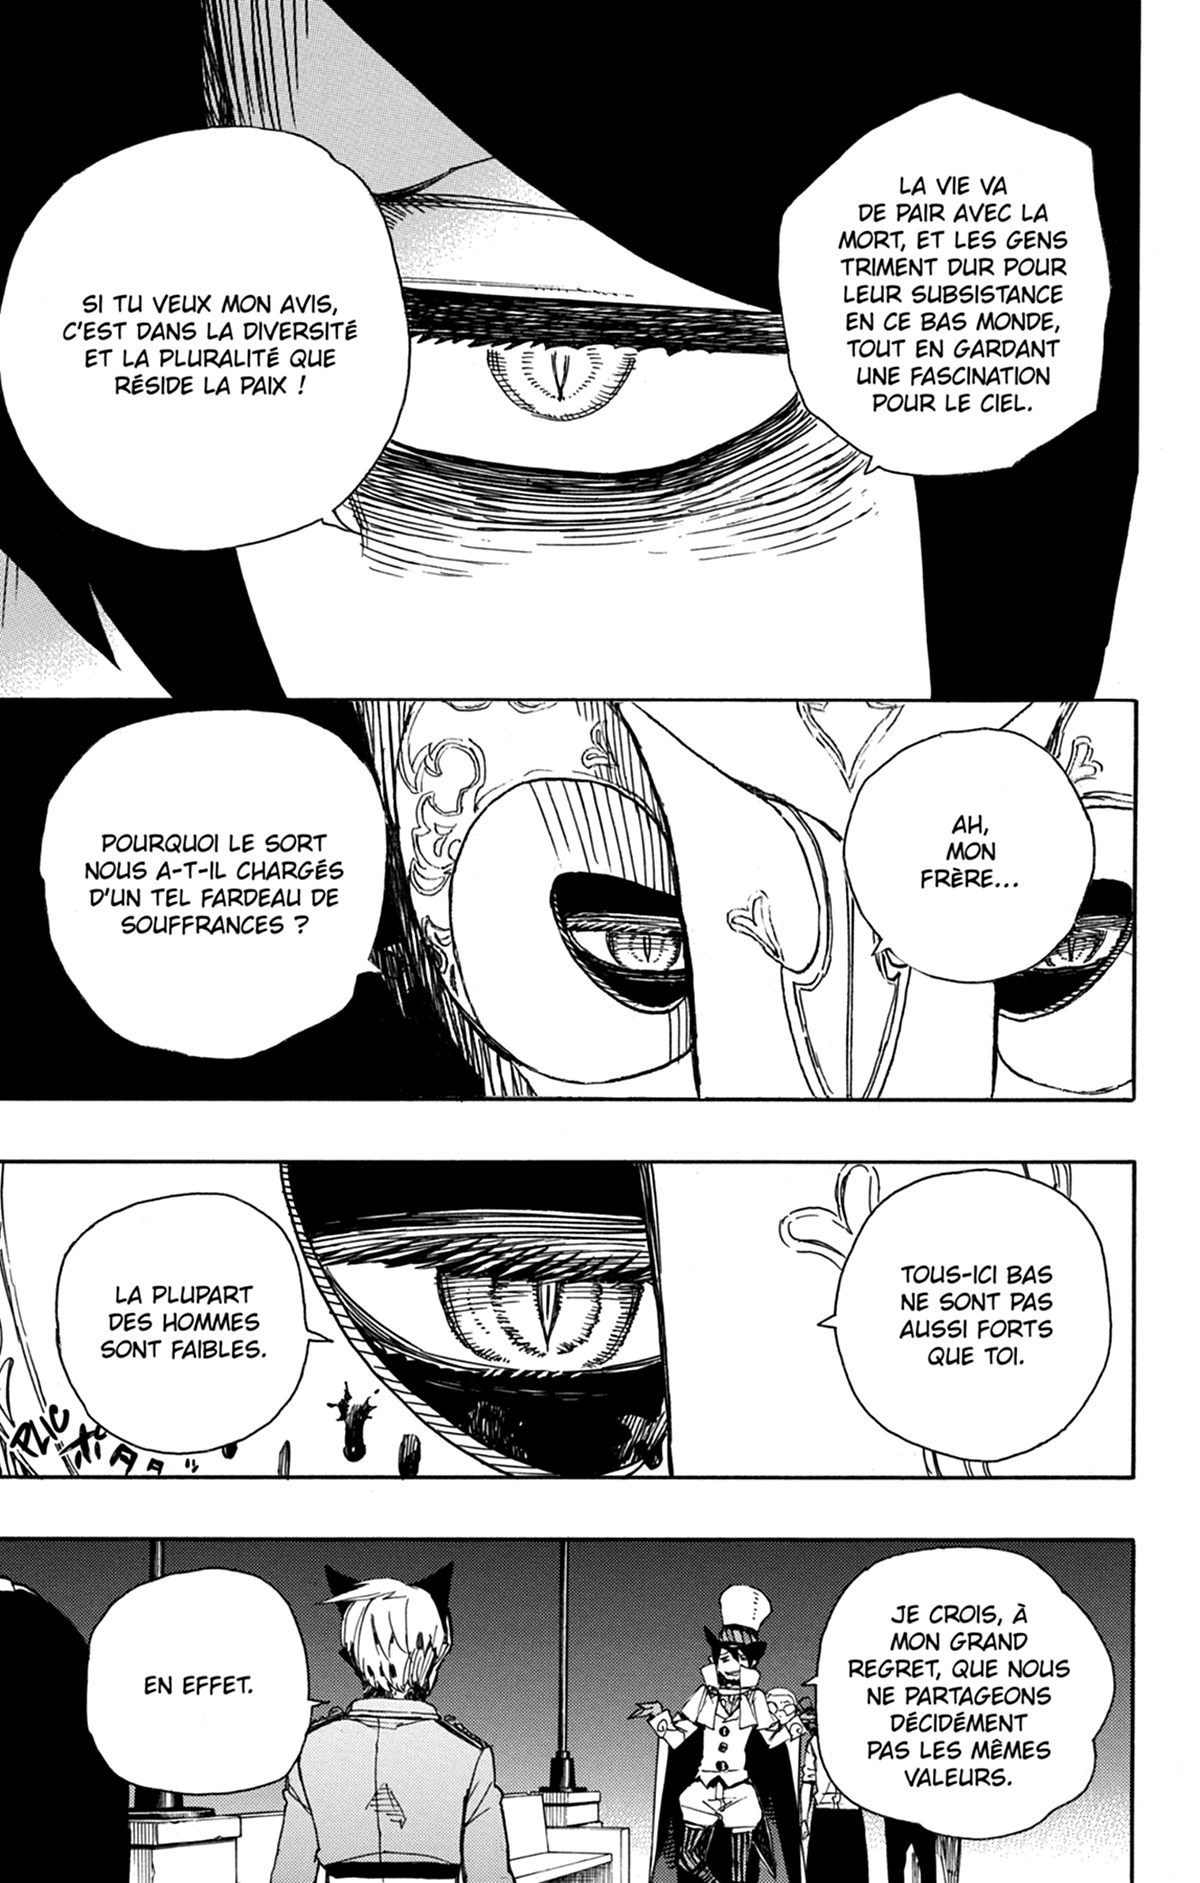 LA VIE VA
DE PAIR AVEC LA
MORT, ET LES GENS
TRIMENT DUR POUR
LEUR SUBSISTANCE
EN CE BAS MONDE,
TOUT EN GARDANT
UNE FASCINATION
POUR LE CIEL.
SI TU VEUX MON AVIS,
C'EST DANS LA DIVERSITÉ
ET LA PLURALITÉ QUE
RÉSIDE LA PAIX !
AH,
MON
FRÈRE...
POURQUOI LE SORT
NOUS A-T-IL CHARGÉS
D'UN TEL FARDEAU DE
SOUFFRANCES ?
TOUS-ICI BAS
NE SONT PAS
AUSSI FORTS
QUE TOI.
LA PLUPART
DES HOMMES
SONT FAIBLES.
PLIC
JE CROIS, À
MON GRAND
REGRET, QUE NOUS
NE PARTAGEONS
DÉCIDÉMENT
PAS LES MÊMES
VALEURS.
EN EFFET.